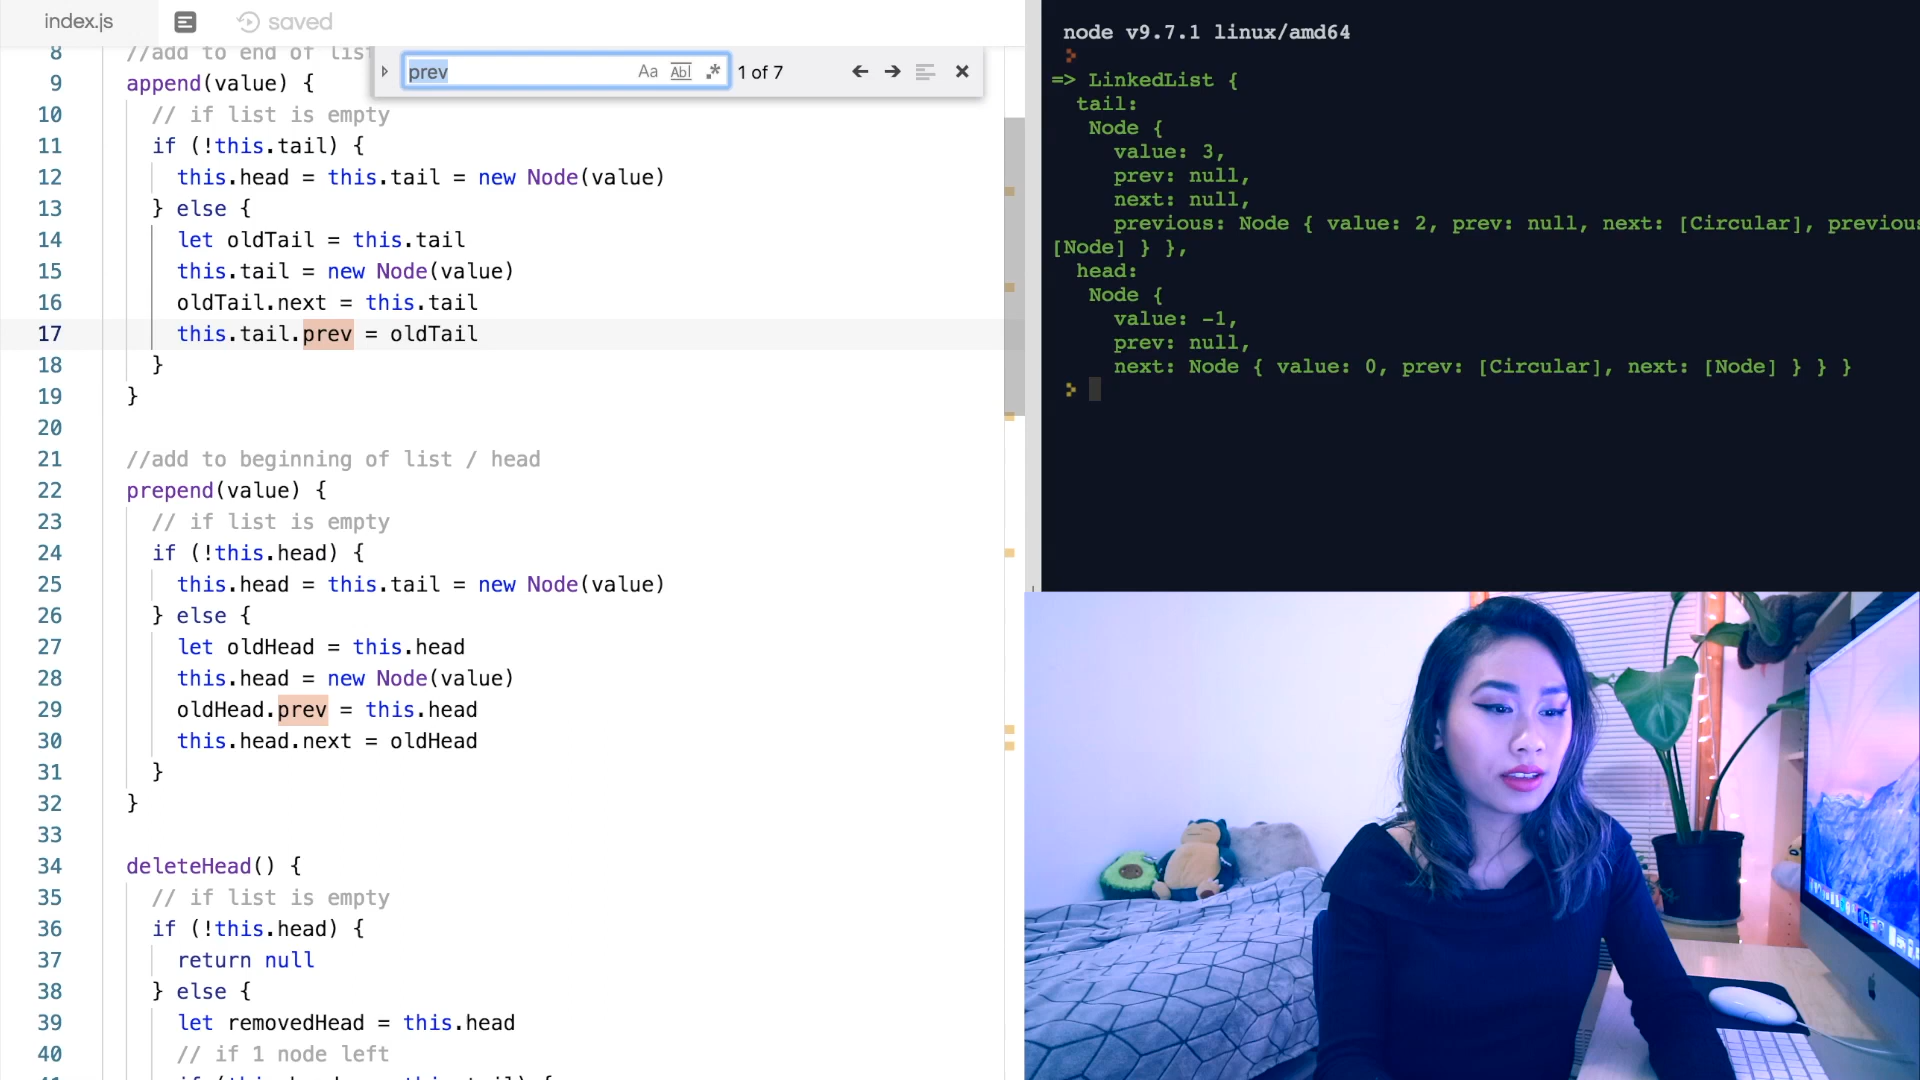 index.js
saved
8 //add to end of list
prev
Aa Abl .* 1 of 7
9 append(value) {
10 // if list is empty
11 if (!this.tail) {
12 this.head = this.tail = new Node(value)
13 } else {
14 let oldTail = this.tail
15 this.tail = new Node(value)
16 oldTail.next = this.tail
17 this.tail.prev = oldTail
18 }
19 }
20
21 //add to beginning of list / head
22 prepend(value) {
23 // if list is empty
24 if (!this.head) {
25 this.head = this.tail = new Node(value)
26 } else {
27 let oldHead = this.head
28 this.head = new Node(value)
29 oldHead.prev = this.head
30 this.head.next = oldHead
31 }
32 }
33
34 deleteHead() {
35 // if list is empty
36 if (!this.head) {
37 return null
38 } else {
39 let removedHead = this.head
40 // if 1 node left
node v9.7.1 linux/amd64
=> LinkedList {
tail:
Node {
value: 3,
prev: null,
next: null,
previous: Node { value: 2, prev: null, next: [Circular], previous
[Node] } },
head:
Node {
value: -1,
prev: null,
next: Node { value: 0, prev: [Circular], next: [Node] } } }